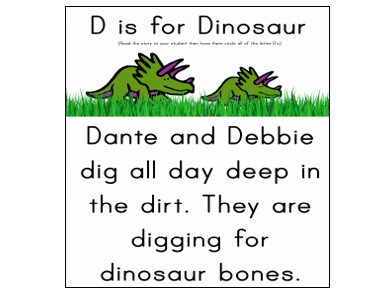 D is for Dinosaur
(Read the story to your student then have them circle all of the letter D's)
Dante and Debbie
dig all day deep in
the dirt. They are
digging for
dinosaur bones.